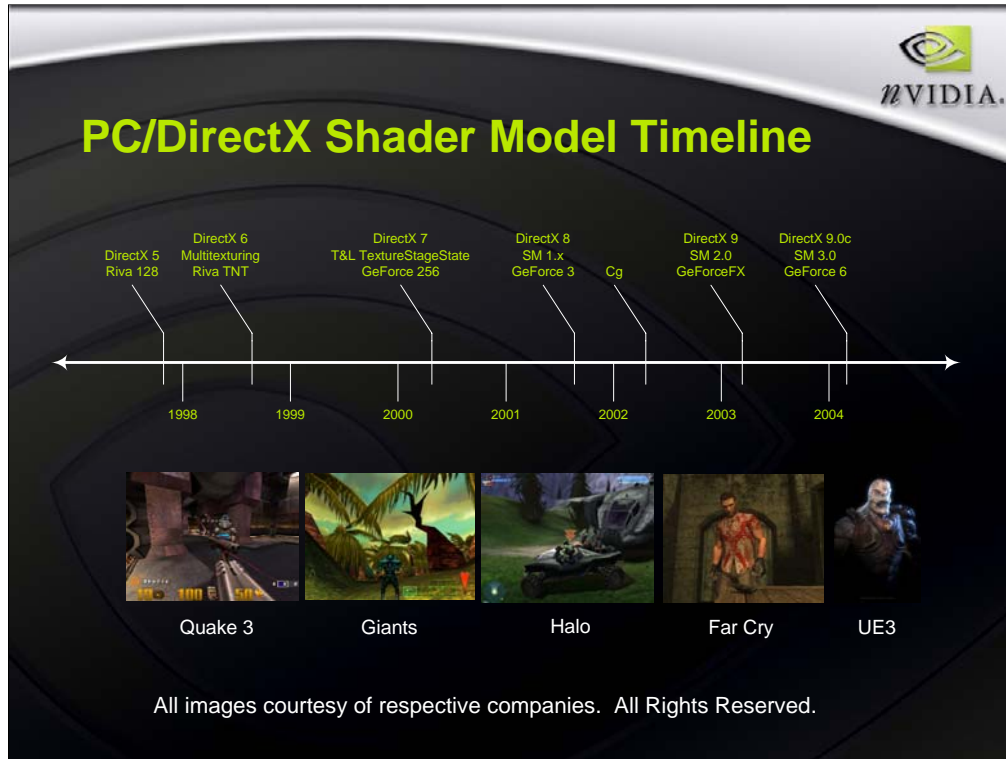 nVIDIA.
PC/DirectX Shader Model Timeline
DirectX 5
Riva 128
DirectX 6
Multitexturing
Riva TNT
DirectX 7
T&L TextureStageState
GeForce 256
DirectX 8
SM 1.x
GeForce 3
Cg
DirectX 9
SM 2.0
GeForceFX
DirectX 9.0c
SM 3.0
GeForce 6
1998
1999
2000
2001
2002
2003
2004
100
50
Quake 3
Giants
Halo
Far Cry
UE3
All images courtesy of respective companies.  All Rights Reserved.